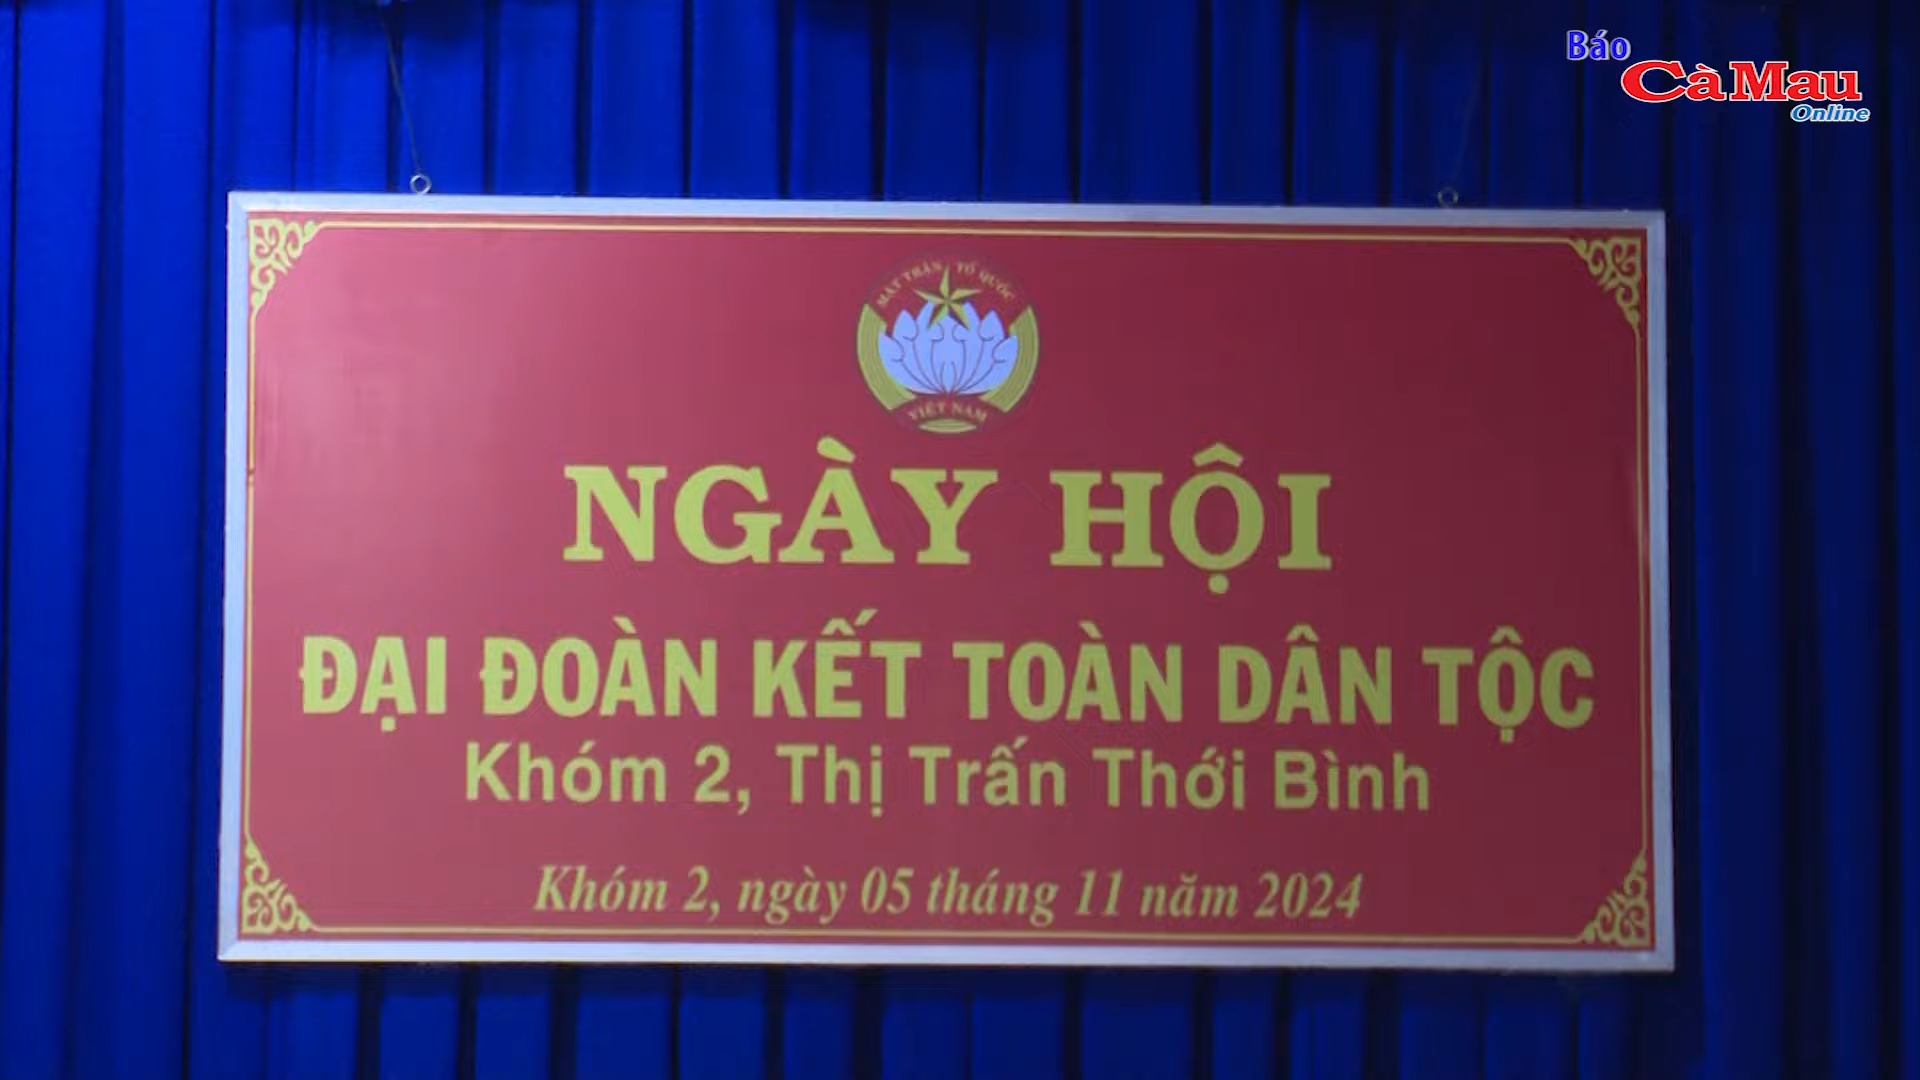 Báo
Cà Mau
Online
MẶT TRẬN TỔ QUỐC
VIỆT NAM
NGÀY HỘI
ĐẠI ĐOÀN KẾT TOÀN DÂN TỘC
Khóm 2, Thị Trấn Thới Bình
Khóm 2, ngày 05 tháng 11 năm 2024